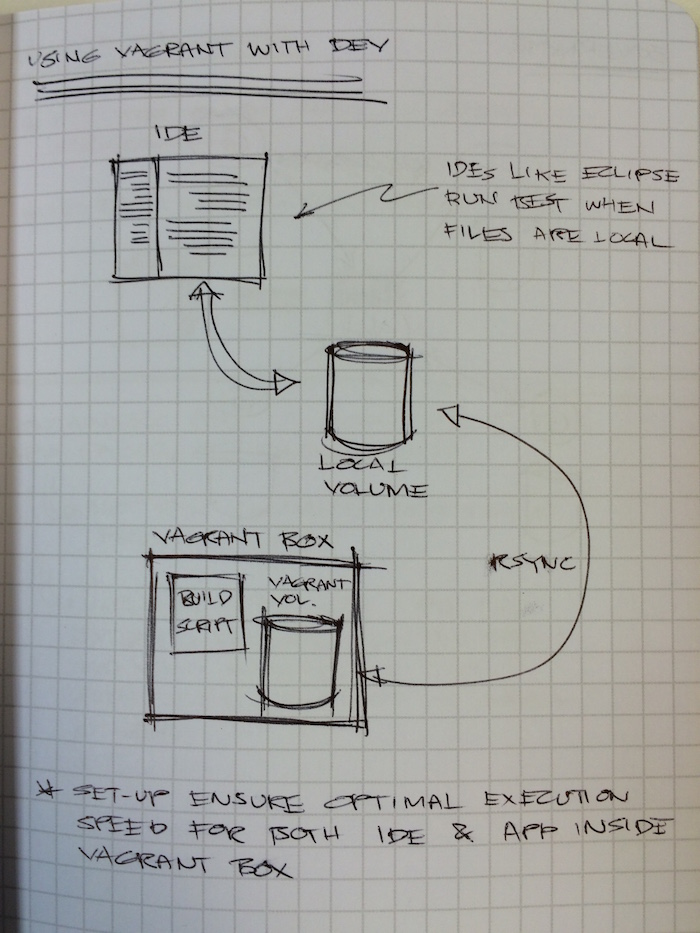 USING VAGRANT WITH DEV
IDE
IDEs LIKE ECLIPSE
RUN BEST WHEN
FILES ARE LOCAL
LOCAL
VOLUME
RSYNC
VAGRANT BOX
BUILD
SCRIPT
VAGRANT
VOL.
* SET-UP ENSURE OPTIMAL EXECUTION
SPEED FOR BOTH IDE & APP INSIDE
VAGRANT BOX